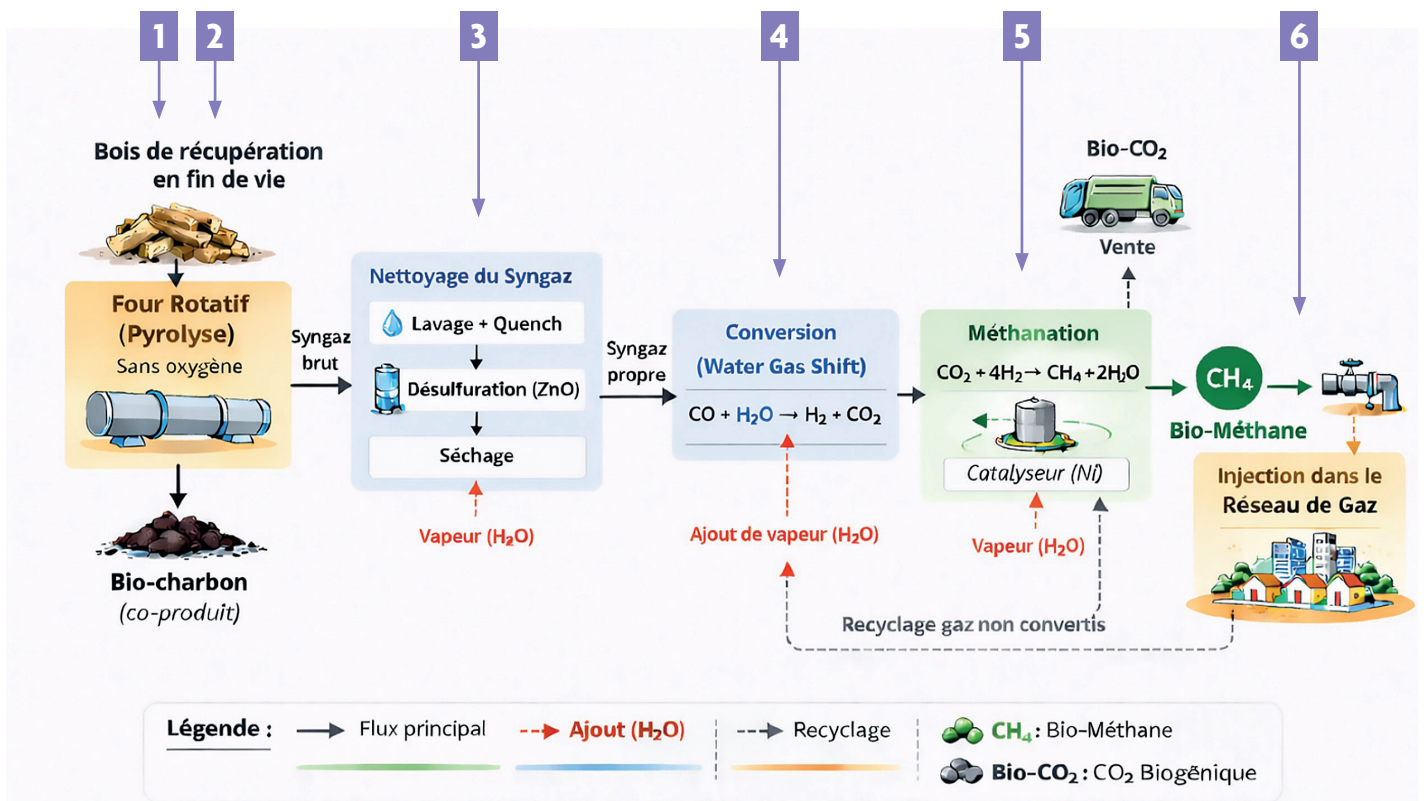 1
2
3
4
5
6
Bois de récupération
en fin de vie
Four Rotatif
(Pyrolyse)
Sans oxygène
Bio-charbon
(co-produit)
Syngaz
brut
Nettoyage du Syngaz
Lavage + Quench
Désulfuration (ZnO)
Séchage
Vapeur (H₂O)
Syngaz
propre
Conversion
(Water Gas Shift)
CO + H₂O → H₂ + CO₂
Ajout de vapeur (H₂O)
Bio-CO₂
Vente
Méthanation
CO₂ + 4H₂ → CH₄ + 2H₂O
Catalyseur (Ni)
Vapeur (H₂O)
Recyclage gaz non convertis
CH₄
Bio-Méthane
Injection dans le
Réseau de Gaz
Légende :
Flux principal
Ajout (H₂O)
Recyclage
CH₄ : Bio-Méthane
Bio-CO₂ : CO₂ Biogēnique